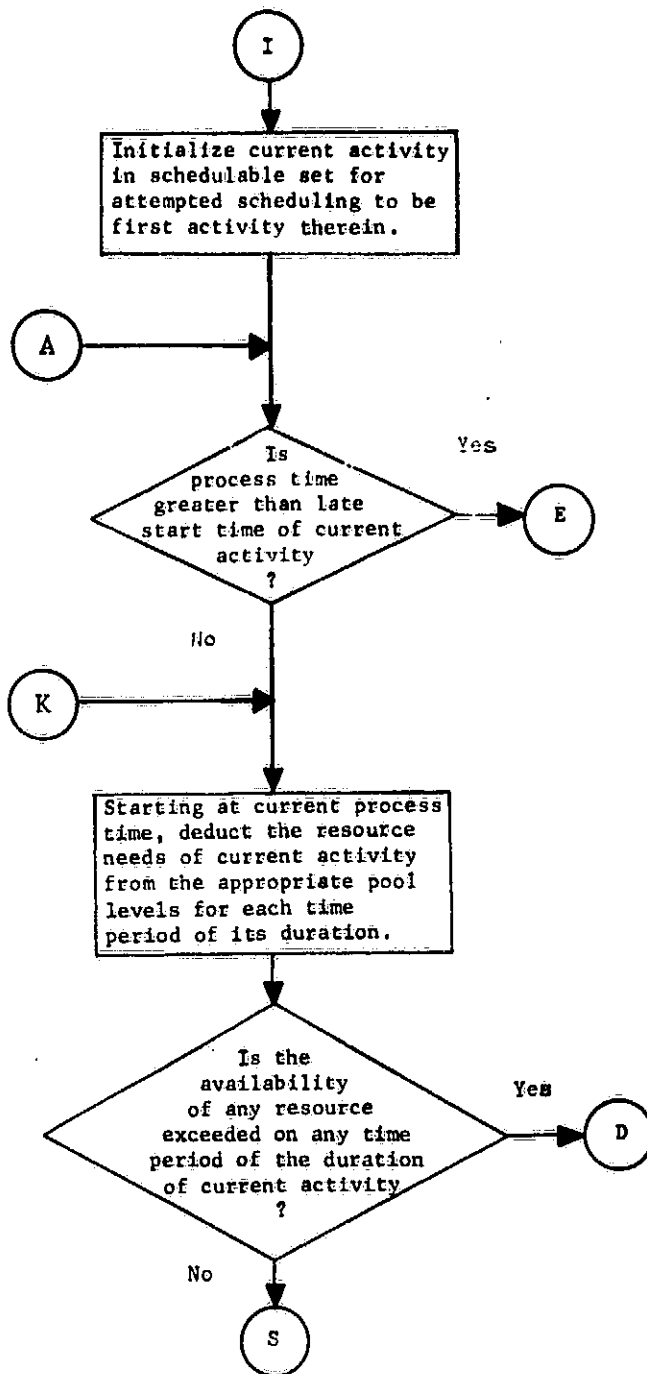 I
Initialize current activity
in schedulable set for
attempted scheduling to be
first activity therein.
A
Is
process time
greater than late
start time of current
activity
?
Yes
E
No
K
Starting at current process
time, deduct the resource
needs of current activity
from the appropriate pool
levels for each time
period of its duration.
Is the
availability
of any resource
exceeded on any time
period of the duration
of current activity
?
Yes
D
No
S